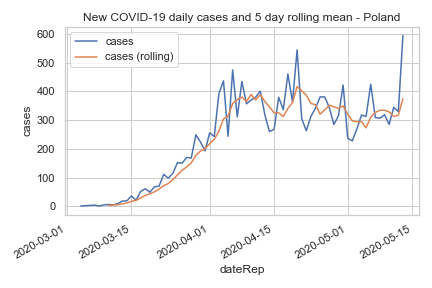 New COVID-19 daily cases and 5 day rolling mean - Poland
cases
cases (rolling)
600
500
400
300
200
100
0
cases
2020-03-01
2020-03-15
2020-04-01
2020-04-15
2020-05-01
2020-05-15
dateRep